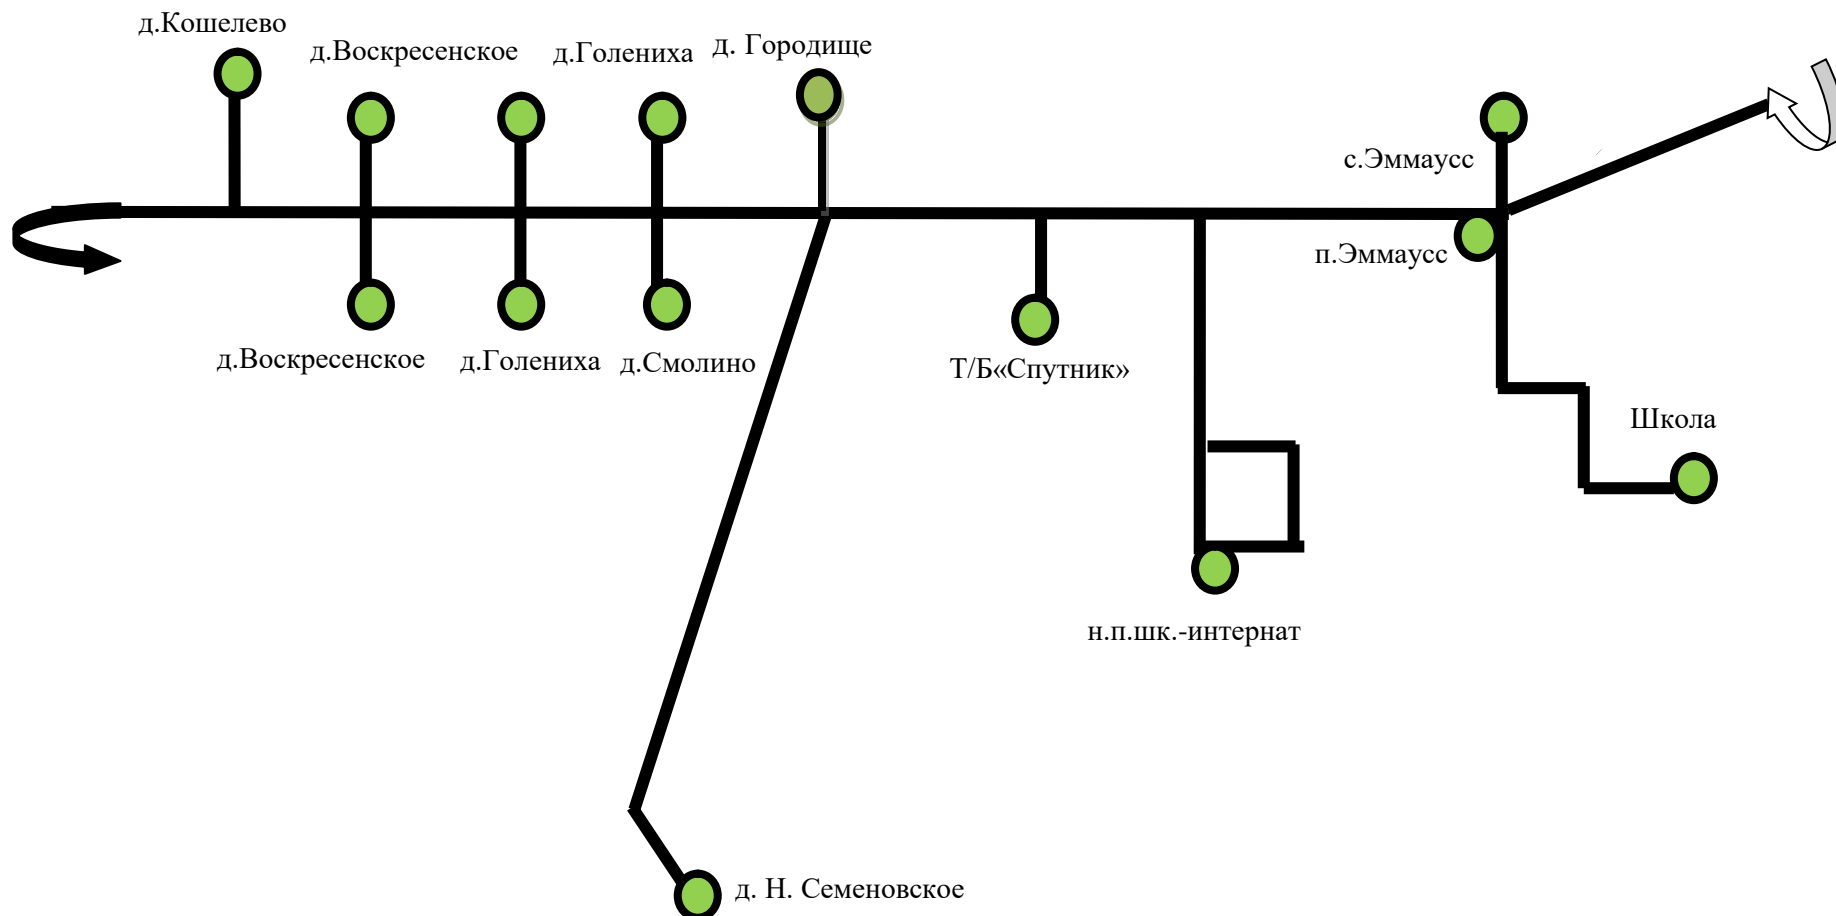 д.Кошелево
д.Воскресенское
д.Голениха
д. Городище
с.Эммаусс
п.Эммаусс
д.Воскресенское
д.Голениха
д.Смолино
Т/Б«Спутник»
Школа
н.п.шк.-интернат
д. Н. Семеновское